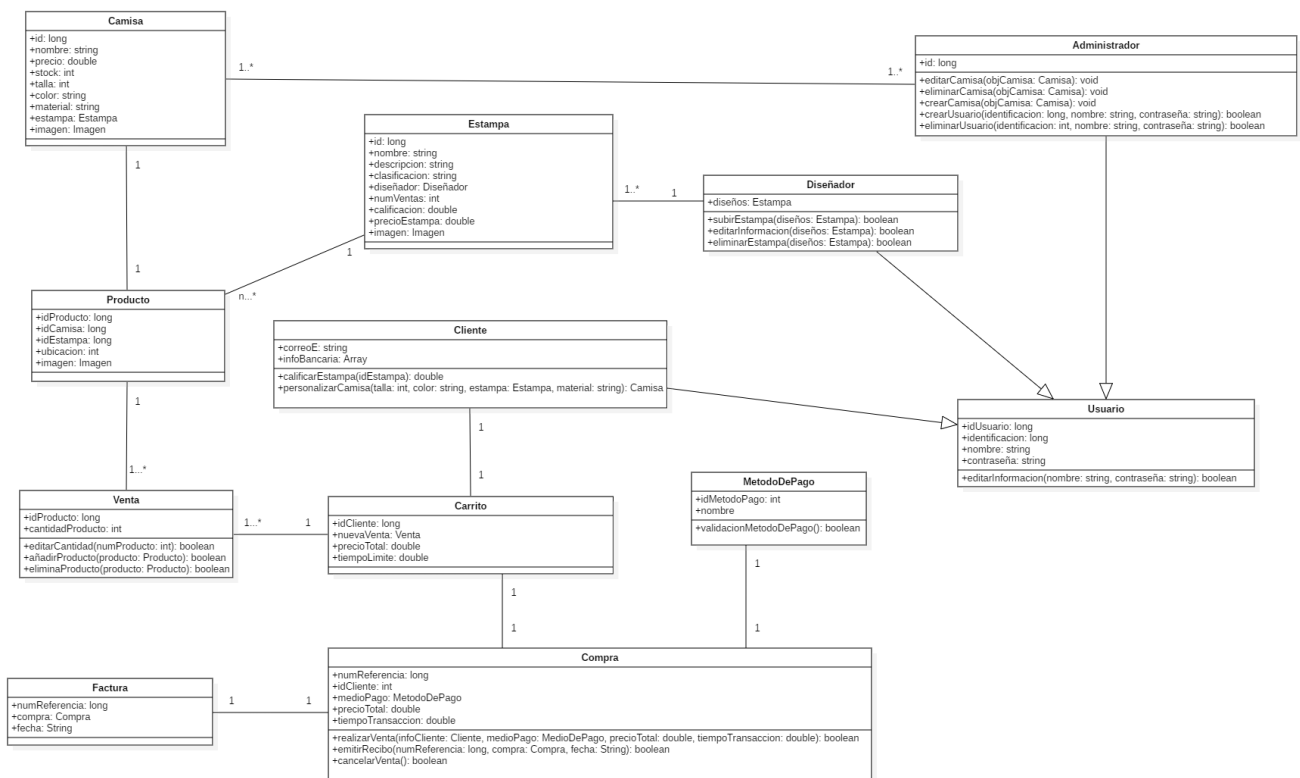 Camisa
+id: long
+nombre: string
+precio: double
+stock: int
+talla: int
+color: string
+material: string
+estampa: Estampa
+imagen: Imagen
1..*
1..*
Administrador
+id: long
+editarCamisa(objCamisa: Camisa): void
+eliminarCamisa(objCamisa: Camisa): void
+crearCamisa(objCamisa: Camisa): void
+crearUsuario(identificacion: long, nombre: string, contraseña: string): boolean
+eliminarUsuario(identificacion: int, nombre: string, contraseña: string): boolean
1
1
Estampa
+id: long
+nombre: string
+descripcion: string
+clasificacion: string
+diseñador: Diseñador
+numVentas: int
+calificacion: double
+precioEstampa: double
+imagen: Imagen
1..*
1
Diseñador
+diseños: Estampa
+subirEstampa(diseños: Estampa): boolean
+editarInformacion(diseños: Estampa): boolean
+eliminarEstampa(diseños: Estampa): boolean
1
n...*
Producto
+idProducto: long
+idCamisa: long
+idEstampa: long
+ubicacion: int
+imagen: Imagen
1
1...*
Cliente
+correoE: string
+infoBancaria: Array
+calificarEstampa(idEstampa): double
+personalizarCamisa(talla: int, color: string, estampa: Estampa, material: string): Camisa
1
1
Usuario
+idUsuario: long
+identificacion: long
+nombre: string
+contraseña: string
+editarInformacion(nombre: string, contraseña: string): boolean
Venta
+idProducto: long
+cantidadProducto: int
+editarCantidad(numProducto: int): boolean
+añadirProducto(producto: Producto): boolean
+eliminaProducto(producto: Producto): boolean
1...*
1
Carrito
+idCliente: long
+nuevaVenta: Venta
+precioTotal: double
+tiempoLimite: double
1
1
MetodoDePago
+idMetodoPago: int
+nombre
+validacionMetodoDePago(): boolean
1
1
Factura
+numReferencia: long
+compra: Compra
+fecha: String
1
1
Compra
+numReferencia: long
+idCliente: int
+medioPago: MetodoDePago
+precioTotal: double
+tiempoTransaccion: double
+realizarVenta(infoCliente: Cliente, medioPago: MedioDePago, precioTotal: double, tiempoTransaccion: double): boolean
+emitirRecibo(numReferencia: long, compra: Compra, fecha: String): boolean
+cancelarVenta(): boolean